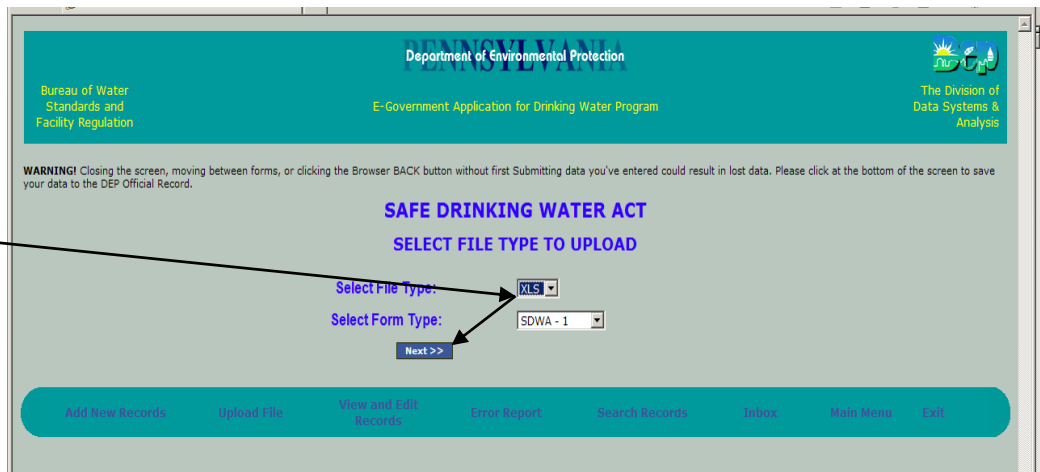 PENNSYLVANIA
Department of Environmental Protection
Dep
Bureau of Water
Standards and
Facility Regulation
E-Government Application for Drinking Water Program
The Division of
Data Systems &
Analysis
WARNING! Closing the screen, moving between forms, or clicking the Browser BACK button without first Submitting data you've entered could result in lost data. Please click at the bottom of the screen to save
your data to the DEP Official Record.
SAFE DRINKING WATER ACT
SELECT FILE TYPE TO UPLOAD
Select File Type: XLS
Select Form Type: SDWA - 1
Next >>
Add New Records Upload File View and Edit Records Error Report Search Records Inbox Main Menu Exit